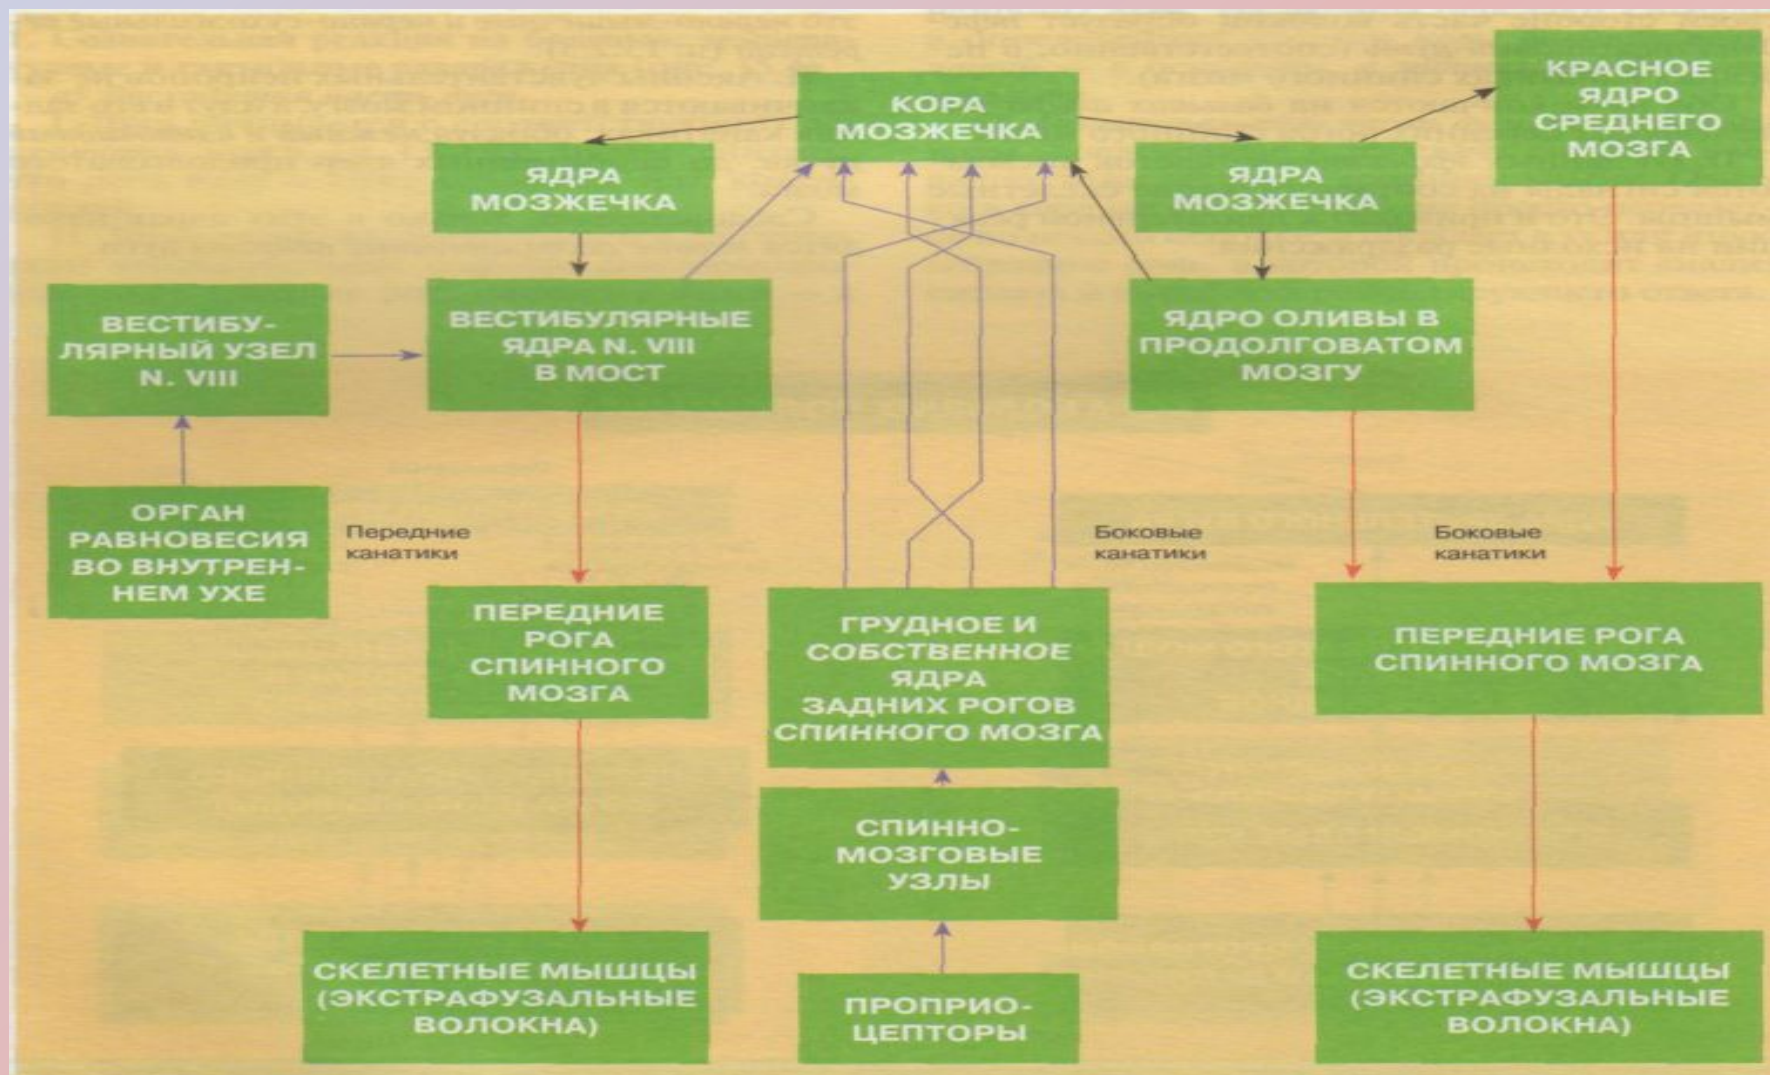 КОРА
МОЗЖЕЧКА
КРАСНОЕ
ЯДРО
СРЕДНЕГО
МОЗГА
ЯДРА
МОЗЖЕЧКА
ЯДРА
МОЗЖЕЧКА
ВЕСТИБУ-
ЛЯРНЫЙ УЗЕЛ
N. VIII
ВЕСТИБУЛЯРНЫЕ
ЯДРА N. VIII
В МОСТ
ЯДРО ОЛИВЫ В
ПРОДОЛГОВАТОМ
МОЗГУ
ОРГАН
РАВНОВЕСИЯ
ВО ВНУТРЕН-
НЕМ УХЕ
Передние
канатики
Боковые
канатики
Боковые
канатики
ПЕРЕДНИЕ
РОГА
СПИННОГО
МОЗГА
ГРУДНОЕ И
СОБСТВЕННОЕ
ЯДРА
ЗАДНИХ РОГОВ
СПИННОГО МОЗГА
ПЕРЕДНИЕ РОГА
СПИННОГО МОЗГА
СПИННО-
МОЗГОВЫЕ
УЗЛЫ
СКЕЛЕТНЫЕ МЫШЦЫ
(ЭКСТРАФУЗАЛЬНЫЕ
ВОЛОКНА)
ПРОПРИО-
ЦЕПТОРЫ
СКЕЛЕТНЫЕ МЫШЦЫ
(ЭКСТРАФУЗАЛЬНЫЕ
ВОЛОКНА)